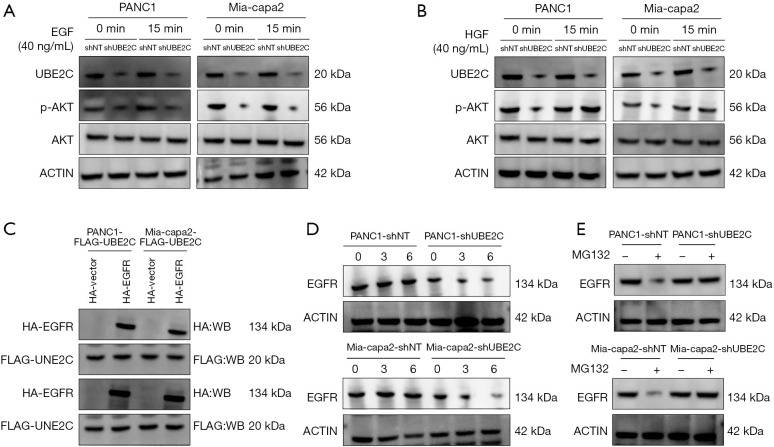 A
PANC1 Mia-capa2
EGF 0 min 15 min 0 min 15 min
(40 ng/mL) shNT shUBE2C shNT shUBE2C shNT shUBE2C shNT shUBE2C
UBE2C 20 kDa
p-AKT 56 kDa
AKT 56 kDa
ACTIN 42 kDa
B
PANC1 Mia-capa2
HGF 0 min 15 min 0 min 15 min
(40 ng/mL) shNT shUBE2C shNT shUBE2C shNT shUBE2C shNT shUBE2C
UBE2C 20 kDa
p-AKT 56 kDa
AKT 56 kDa
ACTIN 42 kDa
C
PANC1- Mia-capa2-
FLAG-UBE2C FLAG-UBE2C
HA-vector HA-EGFR HA-vector HA-EGFR
HA-EGFR HA:WB 134 kDa
FLAG-UNE2C FLAG:WB 20 kDa
HA-EGFR HA:WB 134 kDa
FLAG-UNE2C FLAG:WB 20 kDa
D
PANC1-shNT PANC1-shUBE2C
0 3 6 0 3 6
EGFR 134 kDa
ACTIN 42 kDa
Mia-capa2-shNT Mia-capa2-shUBE2C
0 3 6 0 3 6
EGFR 134 kDa
ACTIN 42 kDa
E
PANC1-shNT PANC1-shUBE2C
MG132 − + − +
EGFR 134 kDa
ACTIN 42 kDa
Mia-capa2-shNT Mia-capa2-shUBE2C
MG132 − + − +
EGFR 134 kDa
ACTIN 42 kDa